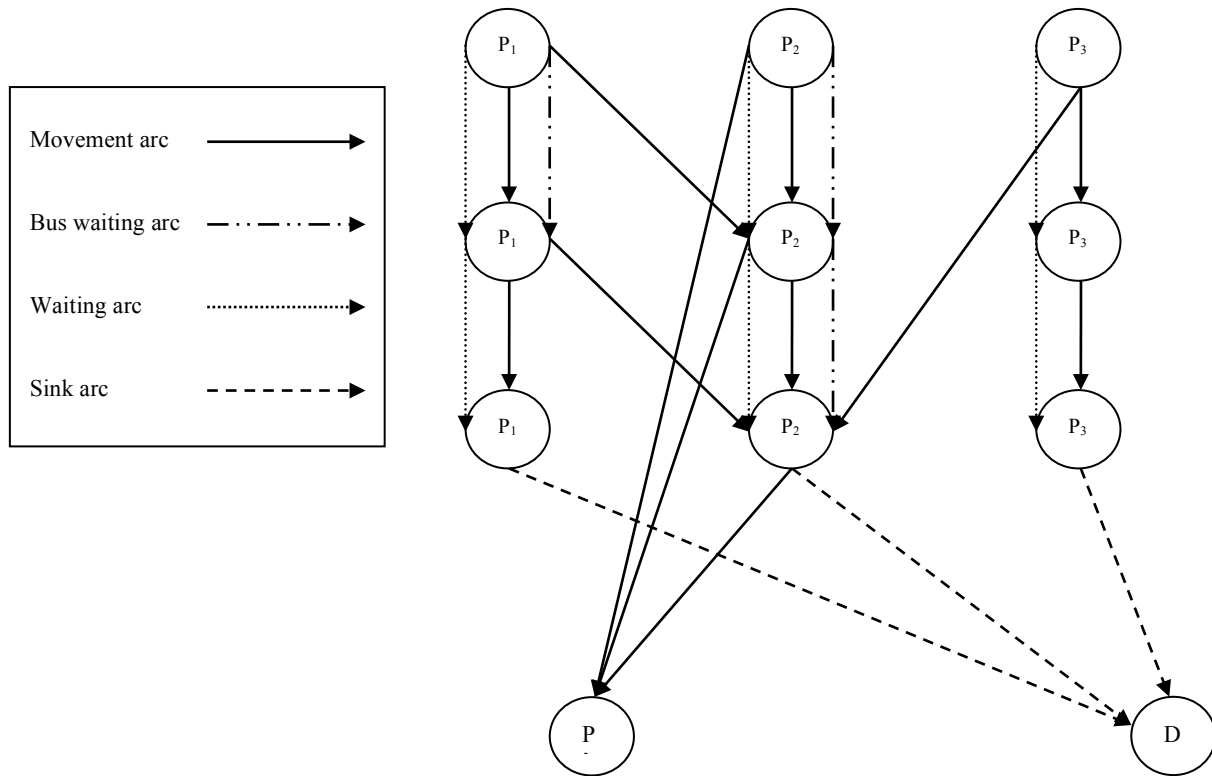 P₁ P₂ P₃
Movement arc
Bus waiting arc
P₁ P₂ P₃
Waiting arc
Sink arc
P₁ P₂ P₃
P D